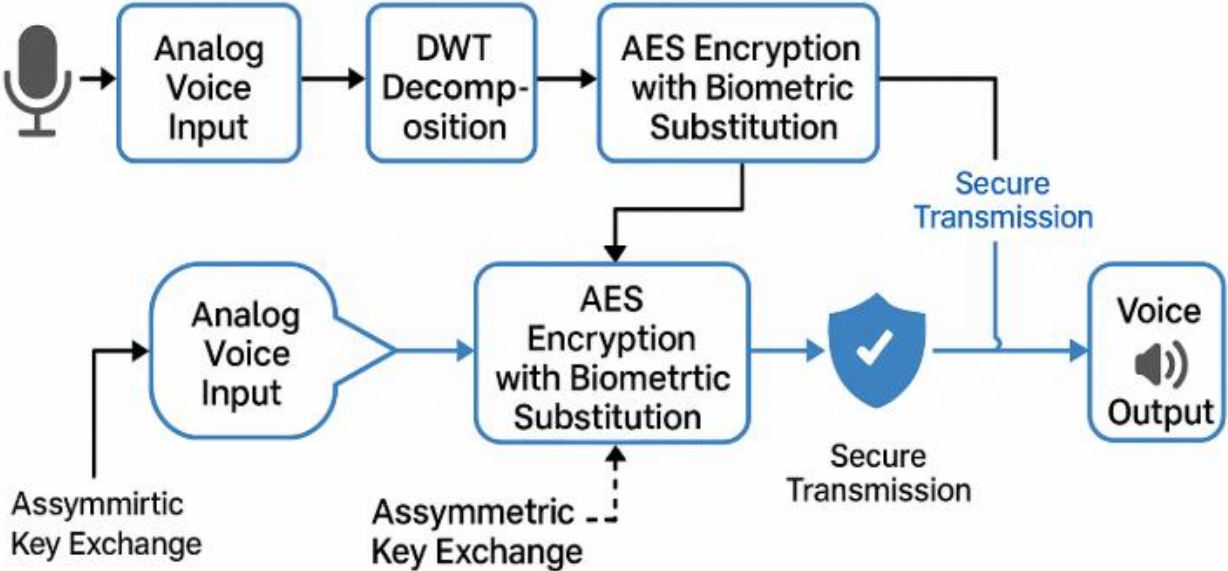 Analog
Voice
Input
DWT
Decomp-
osition
AES Encryption
with Biometric
Substitution
Secure
Transmission
Analog
Voice
Input
AES
Encryption
with Biometrtic
Substitution
Voice
Output
Secure
Transmission
Assymmirtic
Key Exchange
Assymmetric
Key Exchange